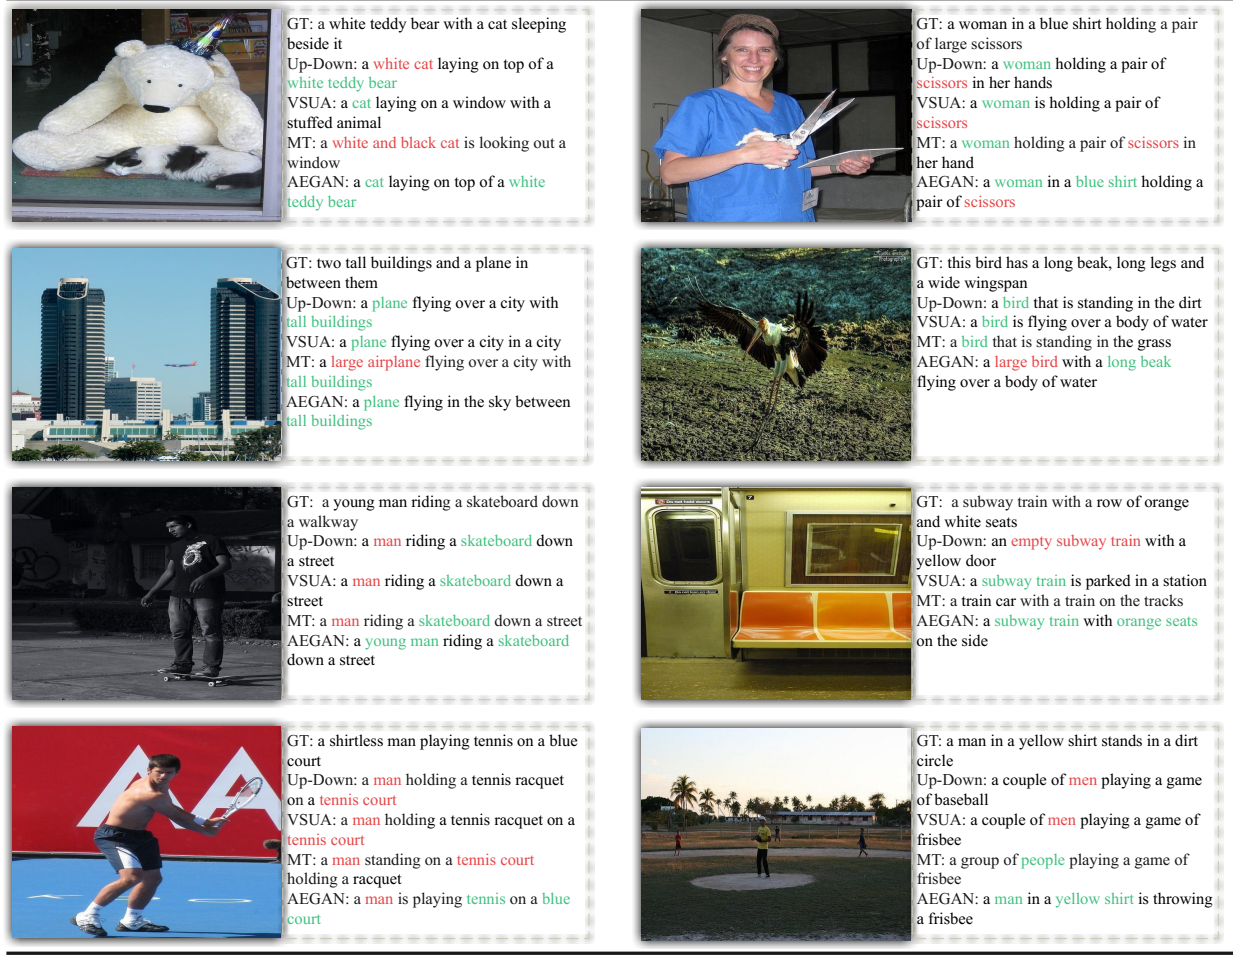 GT: a white teddy bear with a cat sleeping
beside it
Up-Down: a white cat laying on top of a
white teddy bear
VSUA: a cat laying on a window with a
stuffed animal
MT: a white and black cat is looking out a
window
AEGAN: a cat laying on top of a white
teddy bear
GT: a woman in a blue shirt holding a pair
of large scissors
Up-Down: a woman holding a pair of
scissors in her hands
VSUA: a woman is holding a pair of
scissors
MT: a woman holding a pair of scissors in
her hand
AEGAN: a woman in a blue shirt holding a
pair of scissors
GT: two tall buildings and a plane in
between them
Up-Down: a plane flying over a city with
tall buildings
VSUA: a plane flying over a city in a city
MT: a large airplane flying over a city with
tall buildings
AEGAN: a plane flying in the sky between
tall buildings
GT: this bird has a long beak, long legs and
a wide wingspan
Up-Down: a bird that is standing in the dirt
VSUA: a bird is flying over a body of water
MT: a bird that is standing in the grass
AEGAN: a large bird with a long beak
flying over a body of water
GT: a young man riding a skateboard down
a walkway
Up-Down: a man riding a skateboard down
a street
VSUA: a man riding a skateboard down a
street
MT: a man riding a skateboard down a street
AEGAN: a young man riding a skateboard
down a street
7
GT: a subway train with a row of orange
and white seats
Up-Down: an empty subway train with a
yellow door
VSUA: a subway train is parked in a station
MT: a train car with a train on the tracks
AEGAN: a subway train with orange seats
on the side
AA
GT: a shirtless man playing tennis on a blue
court
Up-Down: a man holding a tennis racquet
on a tennis court
VSUA: a man holding a tennis racquet on a
tennis court
MT: a man standing on a tennis court
holding a racquet
AEGAN: a man is playing tennis on a blue
court
GT: a man in a yellow shirt stands in a dirt
circle
Up-Down: a couple of men playing a game
of baseball
VSUA: a couple of men playing a game of
frisbee
MT: a group of people playing a game of
frisbee
AEGAN: a man in a yellow shirt is throwing
a frisbee